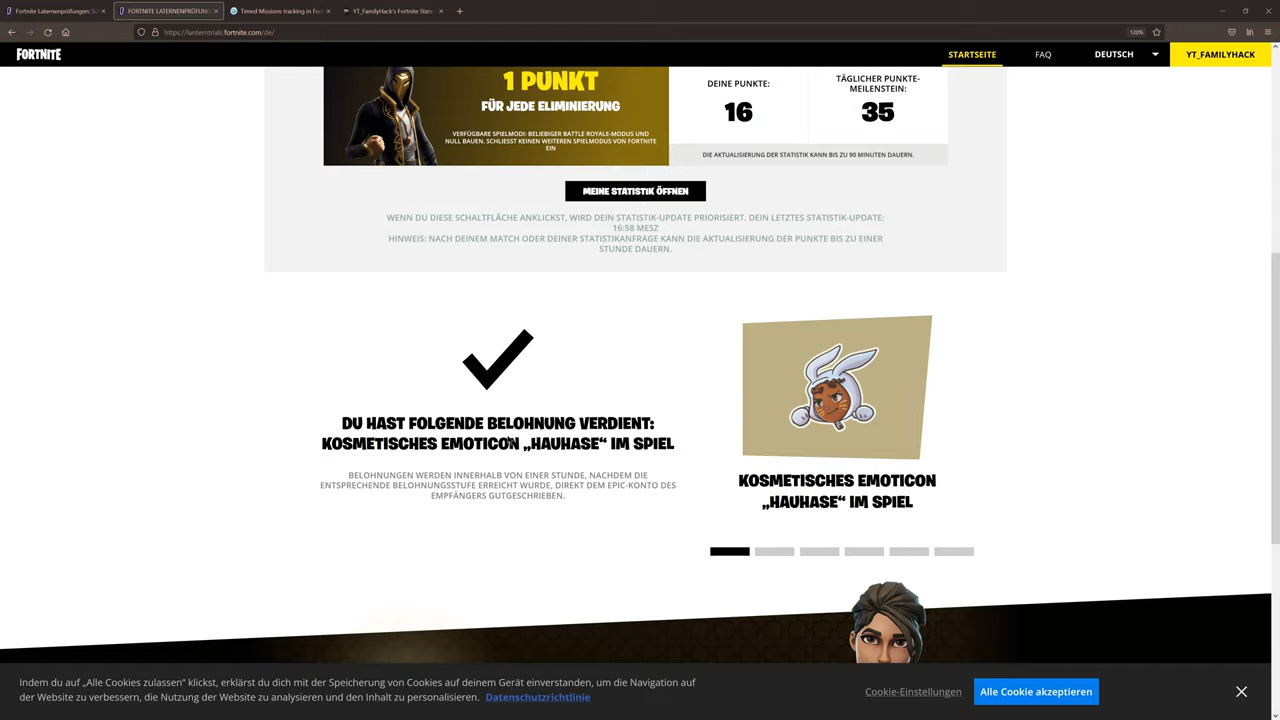 Fortnite Laternenprüfungen: Sc
FORTNITE LATERNENPRÜFUNG
Timed Missions tracking in Fort
YT_FamilyHack's Fortnite Stats
https://lanterntrials.fortnite.com/de/
120%
FORTNITE
STARTSEITE
FAQ
DEUTSCH
YT_FAMILYHACK
1 PUNKT
FÜR JEDE ELIMINIERUNG
VERFÜGBARE SPIELMODI: BELIEBIGER BATTLE ROYALE-MODUS UND
NULL BAUEN. SCHLIESST KEINEN WEITEREN SPIELMODUS VON FORTNITE
EIN
DEINE PUNKTE:
16
TÄGLICHER PUNKTE-
MEILENSTEIN:
35
DIE AKTUALISIERUNG DER STATISTIK KANN BIS ZU 90 MINUTEN DAUERN.
MEINE STATISTIK ÖFFNEN
WENN DU DIESE SCHALTFLÄCHE ANKLICKST, WIRD DEIN STATISTIK-UPDATE PRIORISIERT. DEIN LETZTES STATISTIK-UPDATE:
16:58 MESZ
HINWEIS: NACH DEINEM MATCH ODER DEINER STATISTIKANFRAGE KANN DIE AKTUALISIERUNG DER PUNKTE BIS ZU EINER
STUNDE DAUERN.
DU HAST FOLGENDE BELOHNUNG VERDIENT:
KOSMETISCHES EMOTICON „HAUHASE“ IM SPIEL
BELOHNUNGEN WERDEN INNERHALB VON EINER STUNDE, NACHDEM DIE
ENTSPRECHENDE BELOHNUNGSSTUFE ERREICHT WURDE, DIREKT DEM EPIC-KONTO DES
EMPFÄNGERS GUTGESCHRIEBEN.
KOSMETISCHES EMOTICON
„HAUHASE“ IM SPIEL
Indem du auf „Alle Cookies zulassen“ klickst, erklärst du dich mit der Speicherung von Cookies auf deinem Gerät einverstanden, um die Navigation auf
der Website zu verbessern, die Nutzung der Website zu analysieren und den Inhalt zu personalisieren. Datenschutzrichtlinie
Cookie-Einstellungen
Alle Cookie akzeptieren